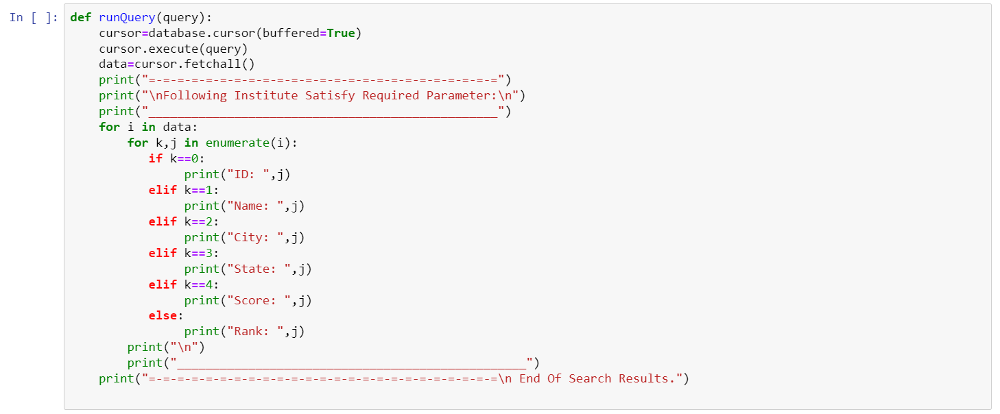 In [ ]: def runQuery(query):
    cursor=database.cursor(buffered=True)
    cursor.execute(query)
    data=cursor.fetchall()
    print("=-=-=-=-=-=-=-=-=-=-=-=-=-=-=-=-=-=-=-=-=-=-=-=-=")
    print("\nFollowing Institute Satisfy Required Parameter:\n")
    print("_________________________________________________")
    for i in data:
        for k,j in enumerate(i):
           if k==0:
                print("ID: ",j)
           elif k==1:
                print("Name: ",j)
           elif k==2:
                print("City: ",j)
           elif k==3:
                print("State: ",j)
           elif k==4:
                print("Score: ",j)
           else:
                print("Rank: ",j)
        print("\n")
        print("_________________________________________________")
    print("=-=-=-=-=-=-=-=-=-=-=-=-=-=-=-=-=-=-=-=-=-=-=-=-=\n End Of Search Results.")